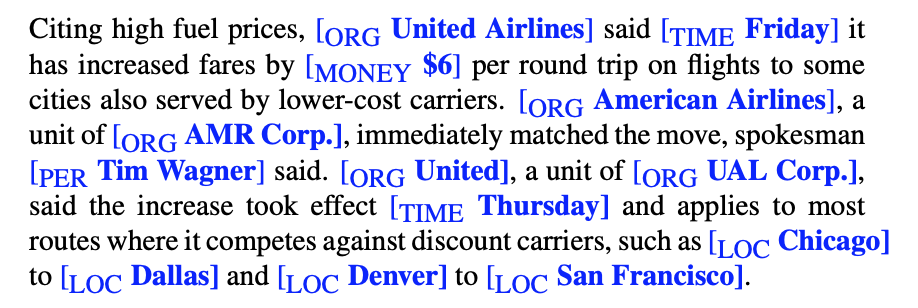 Citing high fuel prices, [ORG United Airlines] said [TIME Friday] it
has increased fares by [MONEY $6] per round trip on flights to some
cities also served by lower-cost carriers. [ORG American Airlines], a
unit of [ORG AMR Corp.], immediately matched the move, spokesman
[PER Tim Wagner] said. [ORG United], a unit of [ORG UAL Corp.],
said the increase took effect [TIME Thursday] and applies to most
routes where it competes against discount carriers, such as [LOC Chicago]
to [LOC Dallas] and [LOC Denver] to [LOC San Francisco].